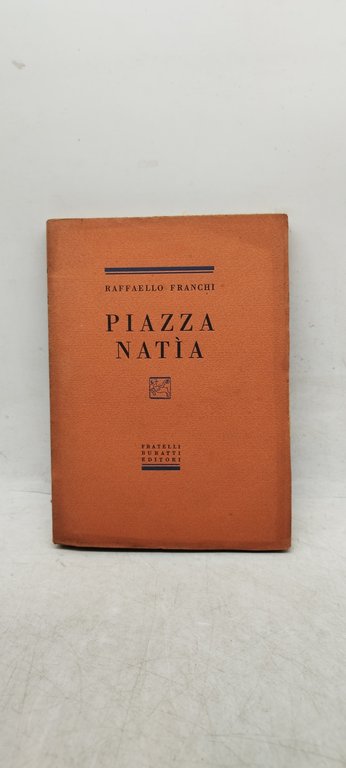 RAFFAELLO FRANCHI
PIAZZA
NATÌA
FRATELLI
BURATTI
EDITORI